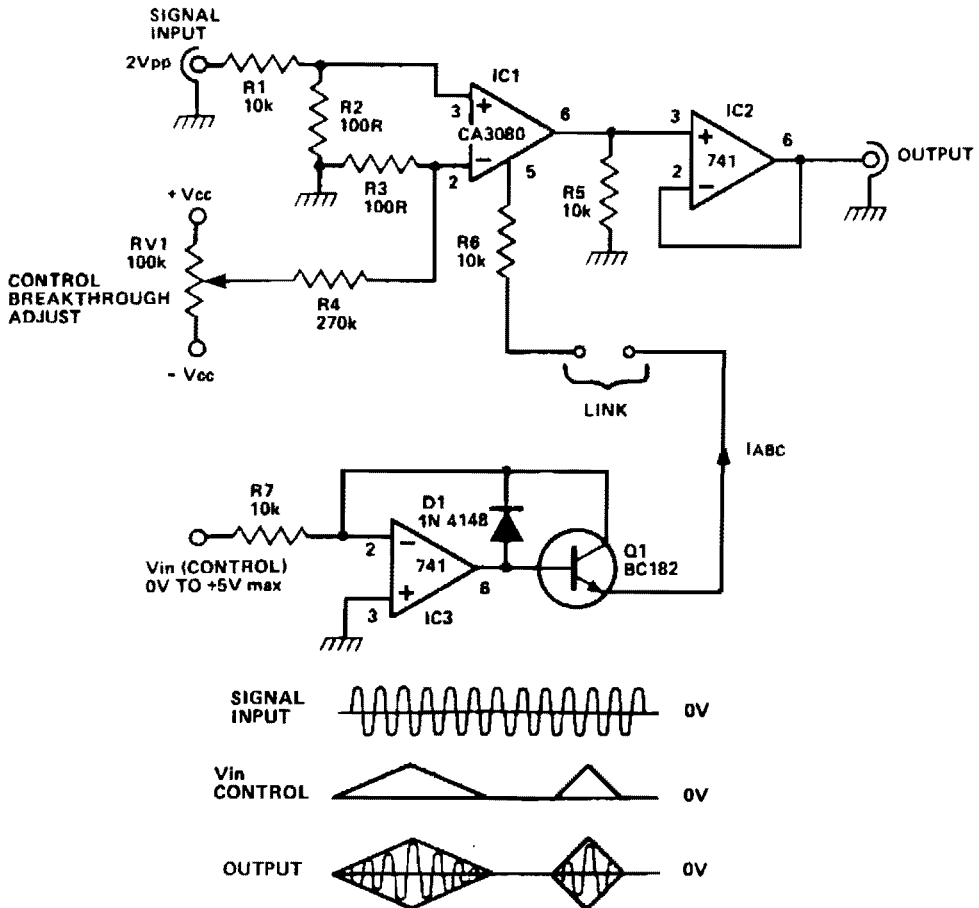 SIGNAL
INPUT
2Vpp
R1
10k
R2
100R
R3
100R
IC1
3
+
CA3080
−
2
5
6
R5
10k
R6
10k
IC2
3
+
741
2
−
6
OUTPUT
+ Vcc
RV1
100k
CONTROL
BREAKTHROUGH
ADJUST
− Vcc
R4
270k
LINK
IABC
R7
10k
Vin (CONTROL)
0V TO +5V max
D1
1N 4148
2
−
741
+
3
6
IC3
Q1
BC182
SIGNAL
INPUT
0V
Vin
CONTROL
0V
OUTPUT
0V